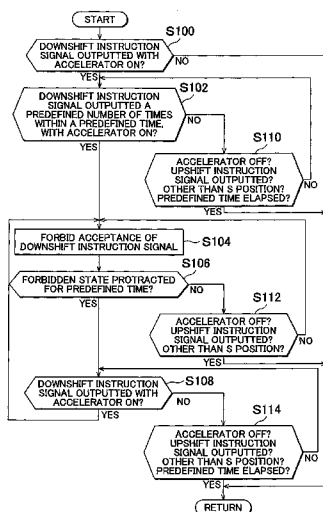 START
S100
DOWNSHIFT INSTRUCTION
SIGNAL OUTPUTTED WITH
ACCELERATOR ON?
NO
YES
S102
DOWNSHIFT INSTRUCTION
SIGNAL OUTPUTTED A
PREDEFINED NUMBER OF TIMES
WITHIN A PREDEFINED TIME,
WITH ACCELERATOR ON?
NO
YES
S110
ACCELERATOR OFF?
UPSHIFT INSTRUCTION
SIGNAL OUTPUTTED?
OTHER THAN S POSITION?
PREDEFINED TIME ELAPSED?
NO
YES
FORBID ACCEPTANCE OF
DOWNSHIFT INSTRUCTION SIGNAL
S104
S106
FORBIDDEN STATE PROTRACTED
FOR PREDEFINED TIME?
NO
YES
S112
ACCELERATOR OFF?
UPSHIFT INSTRUCTION
SIGNAL OUTPUTTED?
OTHER THAN S POSITION?
NO
YES
S108
DOWNSHIFT INSTRUCTION
SIGNAL OUTPUTTED WITH
ACCELERATOR ON?
NO
YES
S114
ACCELERATOR OFF?
UPSHIFT INSTRUCTION
SIGNAL OUTPUTTED?
OTHER THAN S POSITION?
PREDEFINED TIME ELAPSED?
NO
YES
RETURN